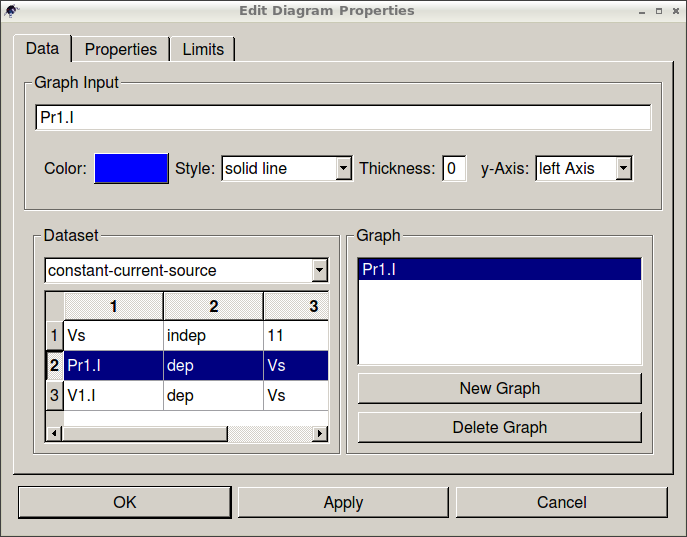 Edit Diagram Properties
Data Properties Limits
Graph Input
Pr1.I
Color: Style: solid line Thickness: 0 y-Axis: left Axis
Dataset
constant-current-source
1 2 3
1 Vs indep 11
2 Pr1.I dep Vs
3 V1.I dep Vs
Graph
Pr1.I
New Graph
Delete Graph
OK Apply Cancel